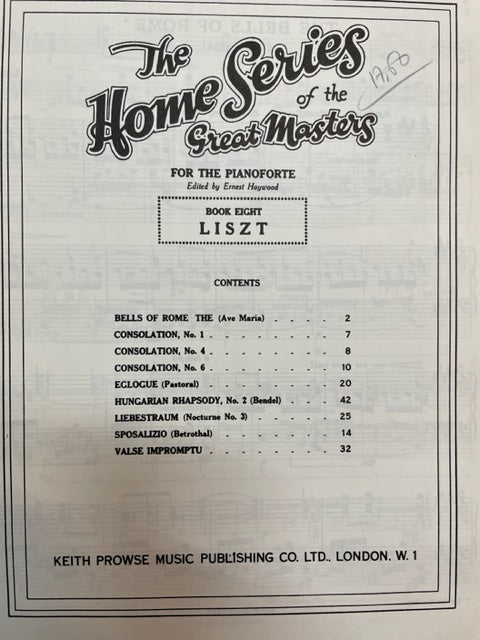 The
Home Series
of the
Great Masters
FOR THE PIANOFORTE
Edited by Ernest Haywood
BOOK EIGHT
LISZT
CONTENTS
BELLS OF ROME THE (Ave Maria) - - - - 2
CONSOLATION, No. 1 - - - - - - - 7
CONSOLATION, No. 4 - - - - - - - 8
CONSOLATION, No. 6 - - - - - - - 10
EGLOGUE (Pastoral) - - - - - - - 20
HUNGARIAN RHAPSODY, No. 2 (Bendel) - - - 42
LIEBESTRAUM (Nocturne No. 3) - - - - - 25
SPOSALIZIO (Betrothal) - - - - - - 14
VALSE IMPROMPTU - - - - - - - 32
KEITH PROWSE MUSIC PUBLISHING CO. LTD., LONDON. W. 1